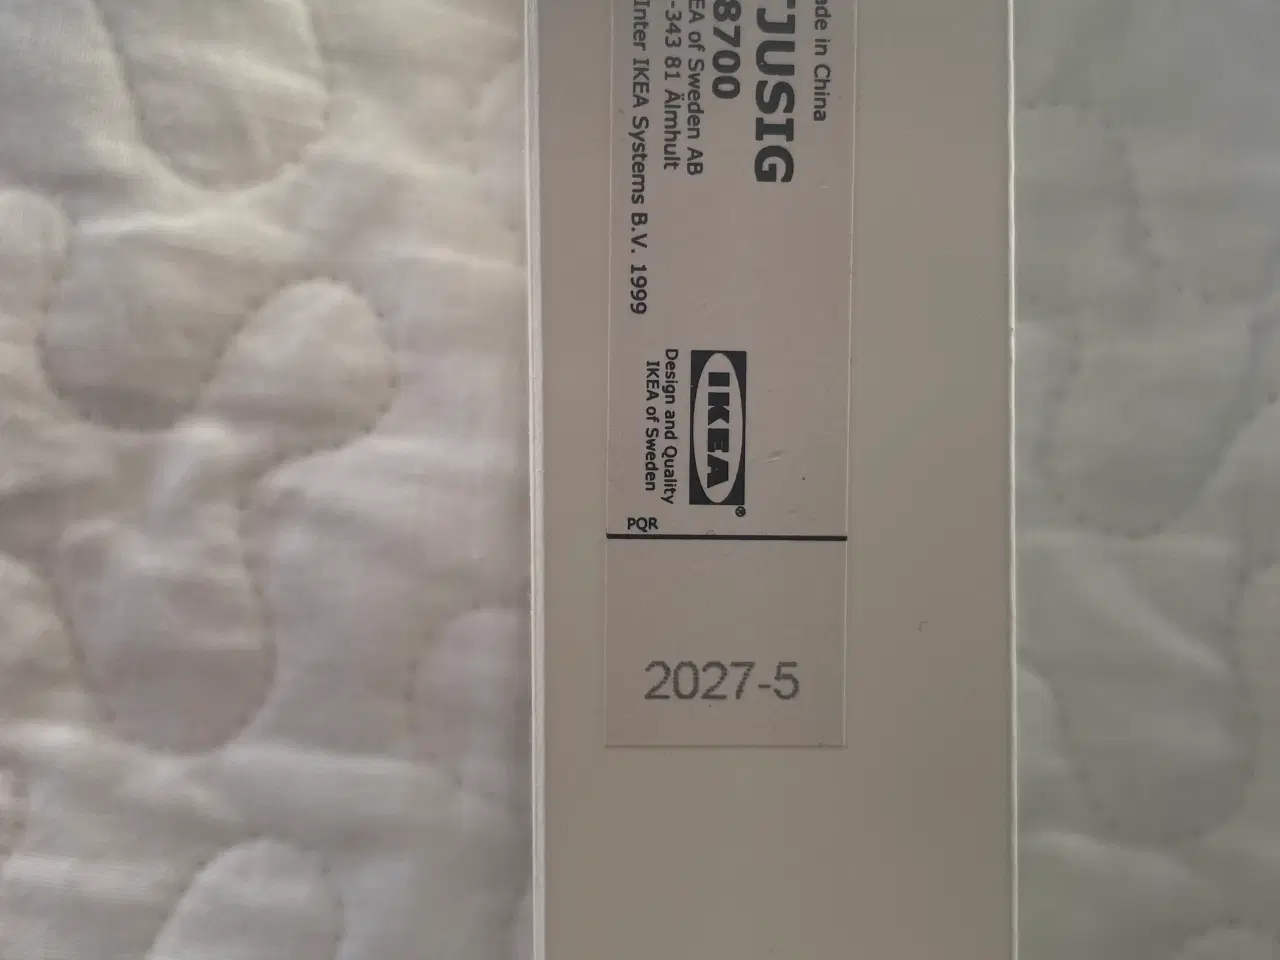 ade in China
TJUSIG
8700
EA of Sweden AB
-343 81 Älmhult
Inter IKEA Systems B.V. 1999
IKEA®
Design and Quality
IKEA of Sweden
PQR
2027-5